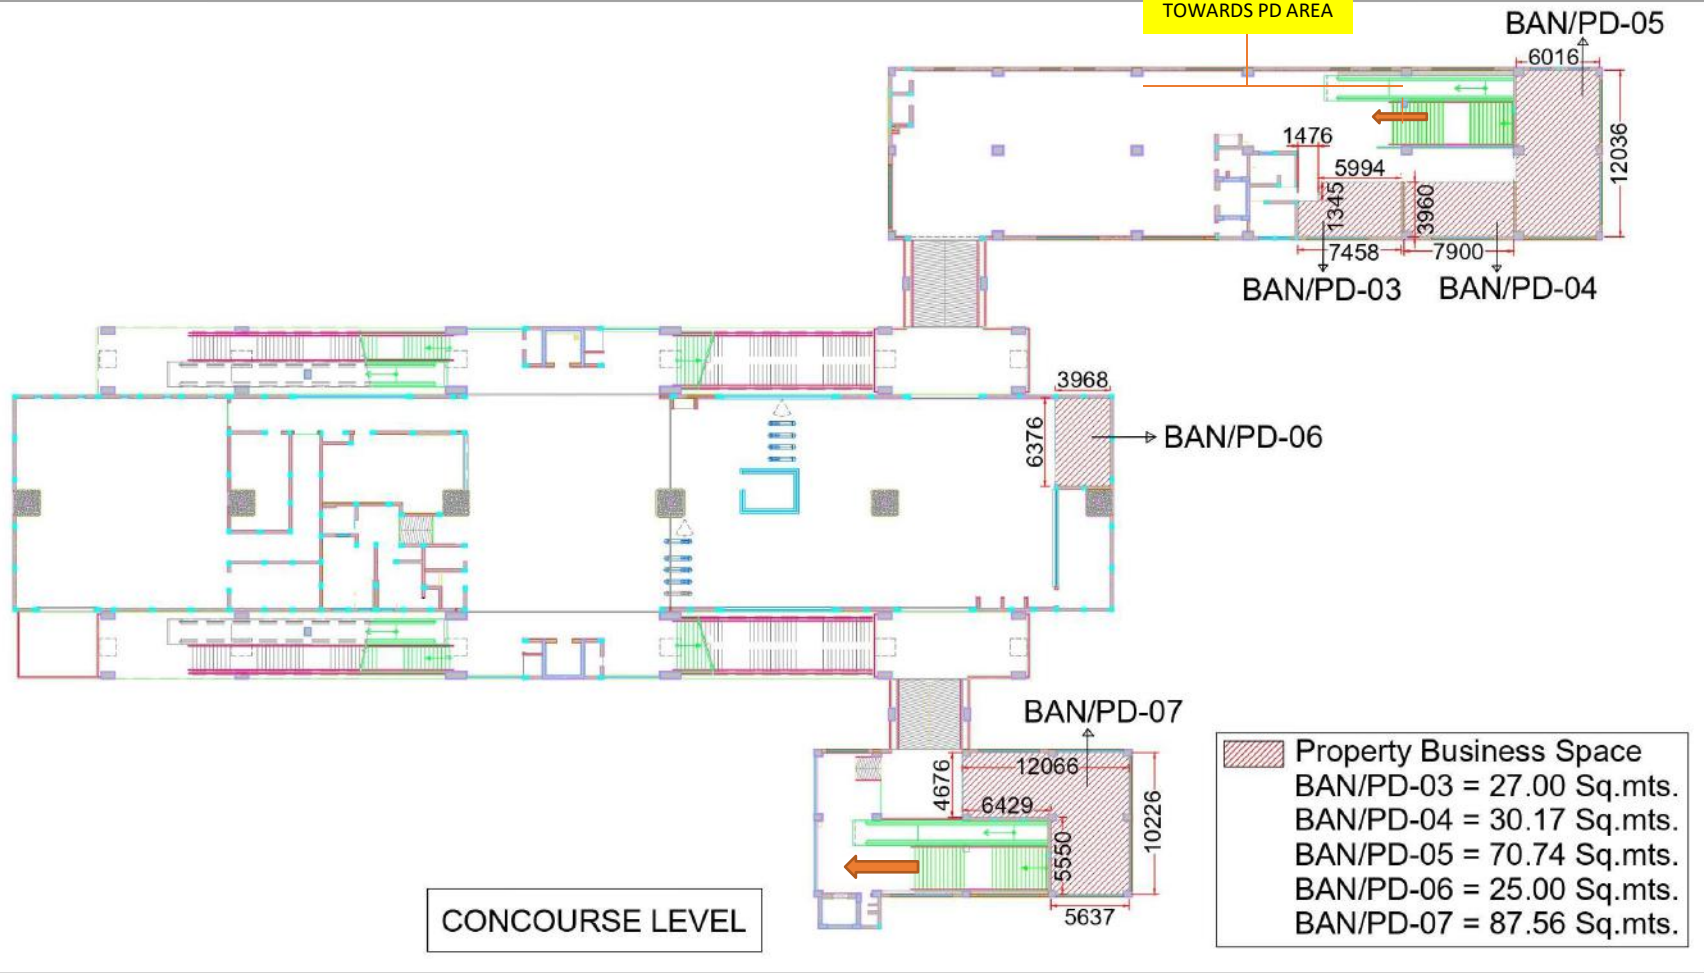 TOWARDS PD AREA
BAN/PD-05
6016
12036
1476
5994
1345
3960
7458
7900
BAN/PD-03
BAN/PD-04
3968
6376
BAN/PD-06
BAN/PD-07
12066
4676
6429
10226
5550
5637
CONCOURSE LEVEL
Property Business Space
BAN/PD-03 = 27.00 Sq.mts.
BAN/PD-04 = 30.17 Sq.mts.
BAN/PD-05 = 70.74 Sq.mts.
BAN/PD-06 = 25.00 Sq.mts.
BAN/PD-07 = 87.56 Sq.mts.